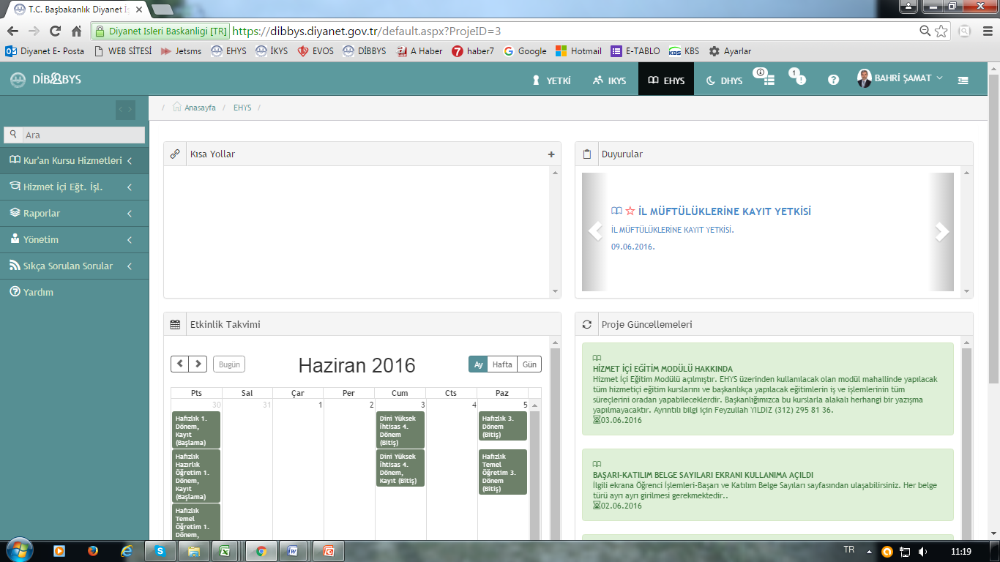 T.C. Başbakanlık Diyanet İş
Diyanet Isleri Baskanligi [TR]
https://dibbys.diyanet.gov.tr/default.aspx?ProjeID=3
Diyanet E- Posta
WEB SİTESİ
Jetsms
EHYS
İKYS
EVOS
DİBBYS
A Haber
haber7
Google
Hotmail
E-TABLO
KBS
Ayarlar
DİBBYS
YETKİ
IKYS
EHYS
DHYS
1
BAHRİ ŞAMAT
/ Anasayfa / EHYS /
Ara
Kur'an Kursu Hizmetleri
Hizmet İçi Eğt. İşl.
Raporlar
Yönetim
Sıkça Sorulan Sorular
Yardım
Kısa Yollar
Duyurular
İL MÜFTÜLÜKLERİNE KAYIT YETKİSİ
İL MÜFTÜLÜKLERİNE KAYIT YETKİSİ.
09.06.2016.
Etkinlik Takvimi
Bugün
Haziran 2016
Ay
Hafta
Gün
Pts Sal Çar Per Cum Cts Paz
30 31 1 2 3 4 5
Hafızlık 1.
Dönem,
Kayıt
(Başlama)
Hafızlık
Hazırlık
Öğretim 1.
Dönem,
Kayıt
(Başlama)
Hafızlık
Temel
Öğretim 1.
Dönem,
Dini Yüksek
İhtisas 4.
Dönem
(Bitiş)
Dini Yüksek
İhtisas 4.
Dönem,
Kayıt (Bitiş)
Hafızlık 3.
Dönem
(Bitiş)
Hafızlık
Temel
Öğretim 3.
Dönem
(Bitiş)
Proje Güncellemeleri
HİZMET İÇİ EĞİTİM MODÜLÜ HAKKINDA
Hizmet İçi Eğitim Modülü açılmıştır. EHYS üzerinden kullanılacak olan modül mahallinde yapılacak
tüm hizmetiçi eğitim kurslarını ve başkanlıkça yapılacak eğitimlerin iş ve işlemlerinin tüm
süreçlerini oradan yapabileceklerdir. Başkanlığımızca bu kurslarla alakalı herhangi bir yazışma
yapılmayacaktır. Ayrıntılı bilgi için Feyzullah YILDIZ (312) 295 81 36.
03.06.2016
BAŞARI-KATILIM BELGE SAYILARI EKRANI KULLANIMA AÇILDI
İlgili ekrana Öğrenci İşlemleri-Başarı ve Katılım Belge Sayıları sayfasından ulaşabilirsiniz. Her belge
türü ayrı ayrı girilmesi gerekmektedir..
02.06.2016
TR
11:19